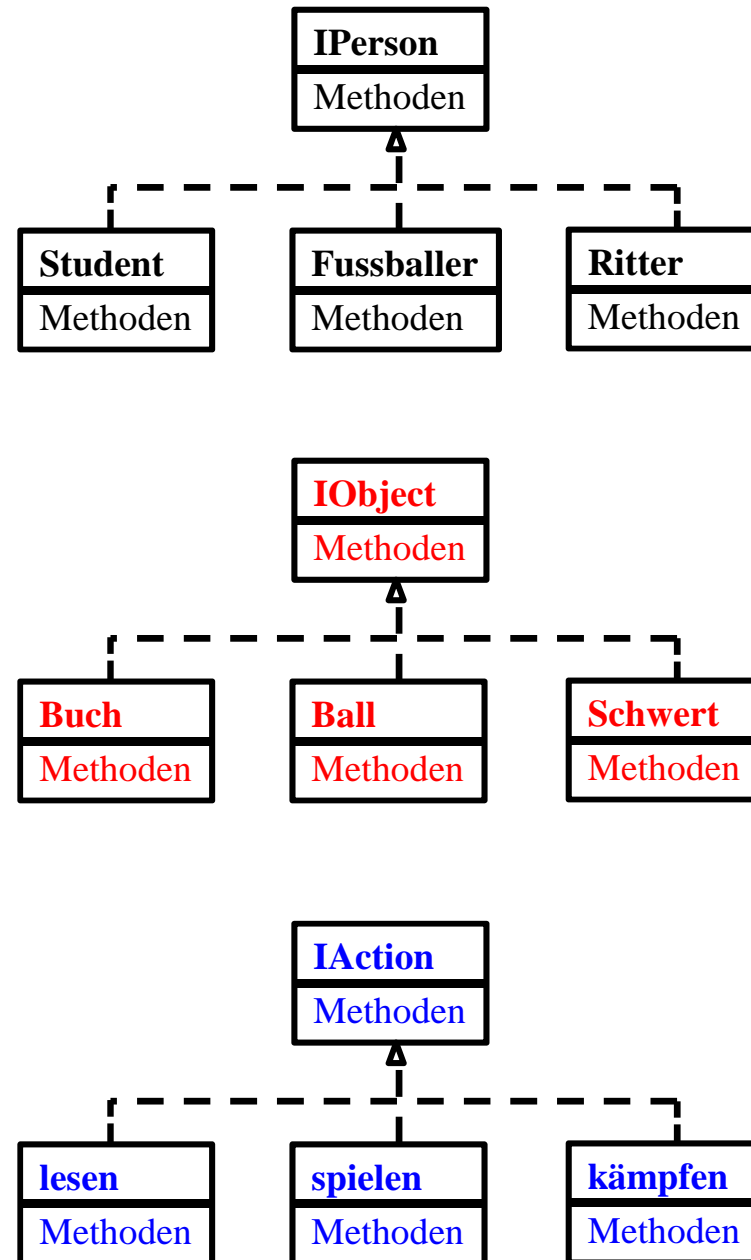 IPerson
Methoden
Student
Methoden
Fussballer
Methoden
Ritter
Methoden
IObject
Methoden
Buch
Methoden
Ball
Methoden
Schwert
Methoden
IAction
Methoden
lesen
Methoden
spielen
Methoden
kämpfen
Methoden